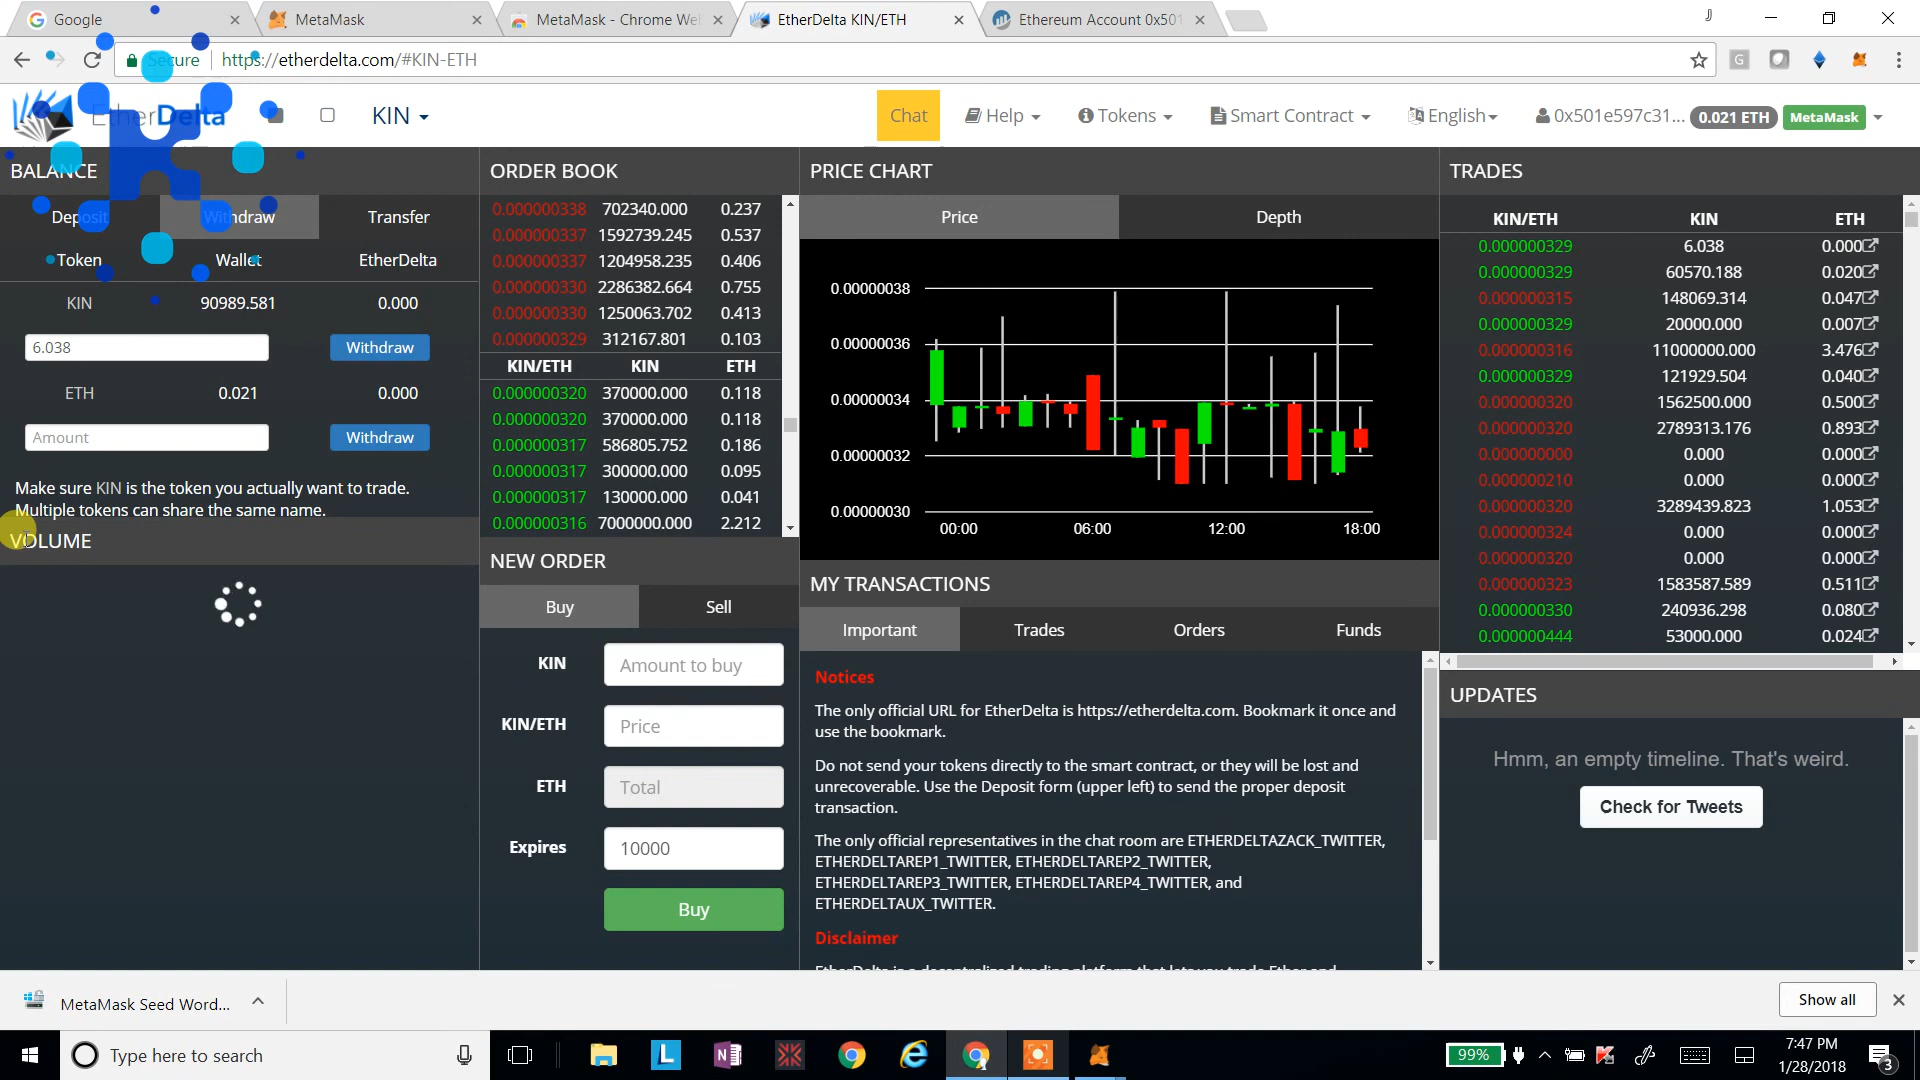 Google
MetaMask
MetaMask - Chrome We
EtherDelta KIN/ETH
Ethereum Account 0x501
Secure
https://etherdelta.com/#KIN-ETH
EtherDelta
KIN
Chat
Help
Tokens
Smart Contract
English
0x501e597c31...
0.021 ETH
MetaMask
BALANCE
Deposit
Withdraw
Transfer
Token
Wallet
EtherDelta
KIN
90989.581
0.000
6.038
Withdraw
ETH
0.021
0.000
Amount
Withdraw
Make sure KIN is the token you actually want to trade.
Multiple tokens can share the same name.
VOLUME
ORDER BOOK
0.000000338 702340.000 0.237
0.000000337 1592739.245 0.537
0.000000337 1204958.235 0.406
0.000000330 2286382.664 0.755
0.000000330 1250063.702 0.413
0.000000329 312167.801 0.103
KIN/ETH KIN ETH
0.000000320 370000.000 0.118
0.000000320 370000.000 0.118
0.000000317 586805.752 0.186
0.000000317 300000.000 0.095
0.000000317 130000.000 0.041
0.000000316 7000000.000 2.212
NEW ORDER
Buy
Sell
KIN
Amount to buy
KIN/ETH
Price
ETH
Total
Expires
10000
Buy
PRICE CHART
Price
Depth
0.00000038
0.00000036
0.00000034
0.00000032
0.00000030
00:00
06:00
12:00
18:00
MY TRANSACTIONS
Important
Trades
Orders
Funds
Notices
The only official URL for EtherDelta is https://etherdelta.com. Bookmark it once and
use the bookmark.
Do not send your tokens directly to the smart contract, or they will be lost and
unrecoverable. Use the Deposit form (upper left) to send the proper deposit
transaction.
The only official representatives in the chat room are ETHERDELTAZACK_TWITTER,
ETHERDELTAREP1_TWITTER, ETHERDELTAREP2_TWITTER,
ETHERDELTAREP3_TWITTER, ETHERDELTAREP4_TWITTER, and
ETHERDELTAUX_TWITTER.
Disclaimer
EtherDelta is a decentralized trading platform that lets you trade Ether and
TRADES
KIN/ETH KIN ETH
0.000000329 6.038 0.000
0.000000329 60570.188 0.020
0.000000315 148069.314 0.047
0.000000329 20000.000 0.007
0.000000316 11000000.000 3.476
0.000000329 121929.504 0.040
0.000000320 1562500.000 0.500
0.000000320 2789313.176 0.893
0.000000000 0.000 0.000
0.000000210 0.000 0.000
0.000000320 3289439.823 1.053
0.000000324 0.000 0.000
0.000000320 0.000 0.000
0.000000323 1583587.589 0.511
0.000000330 240936.298 0.080
0.000000444 53000.000 0.024
UPDATES
Hmm, an empty timeline. That's weird.
Check for Tweets
MetaMask Seed Word...
Show all
Type here to search
99%
7:47 PM
1/28/2018
3